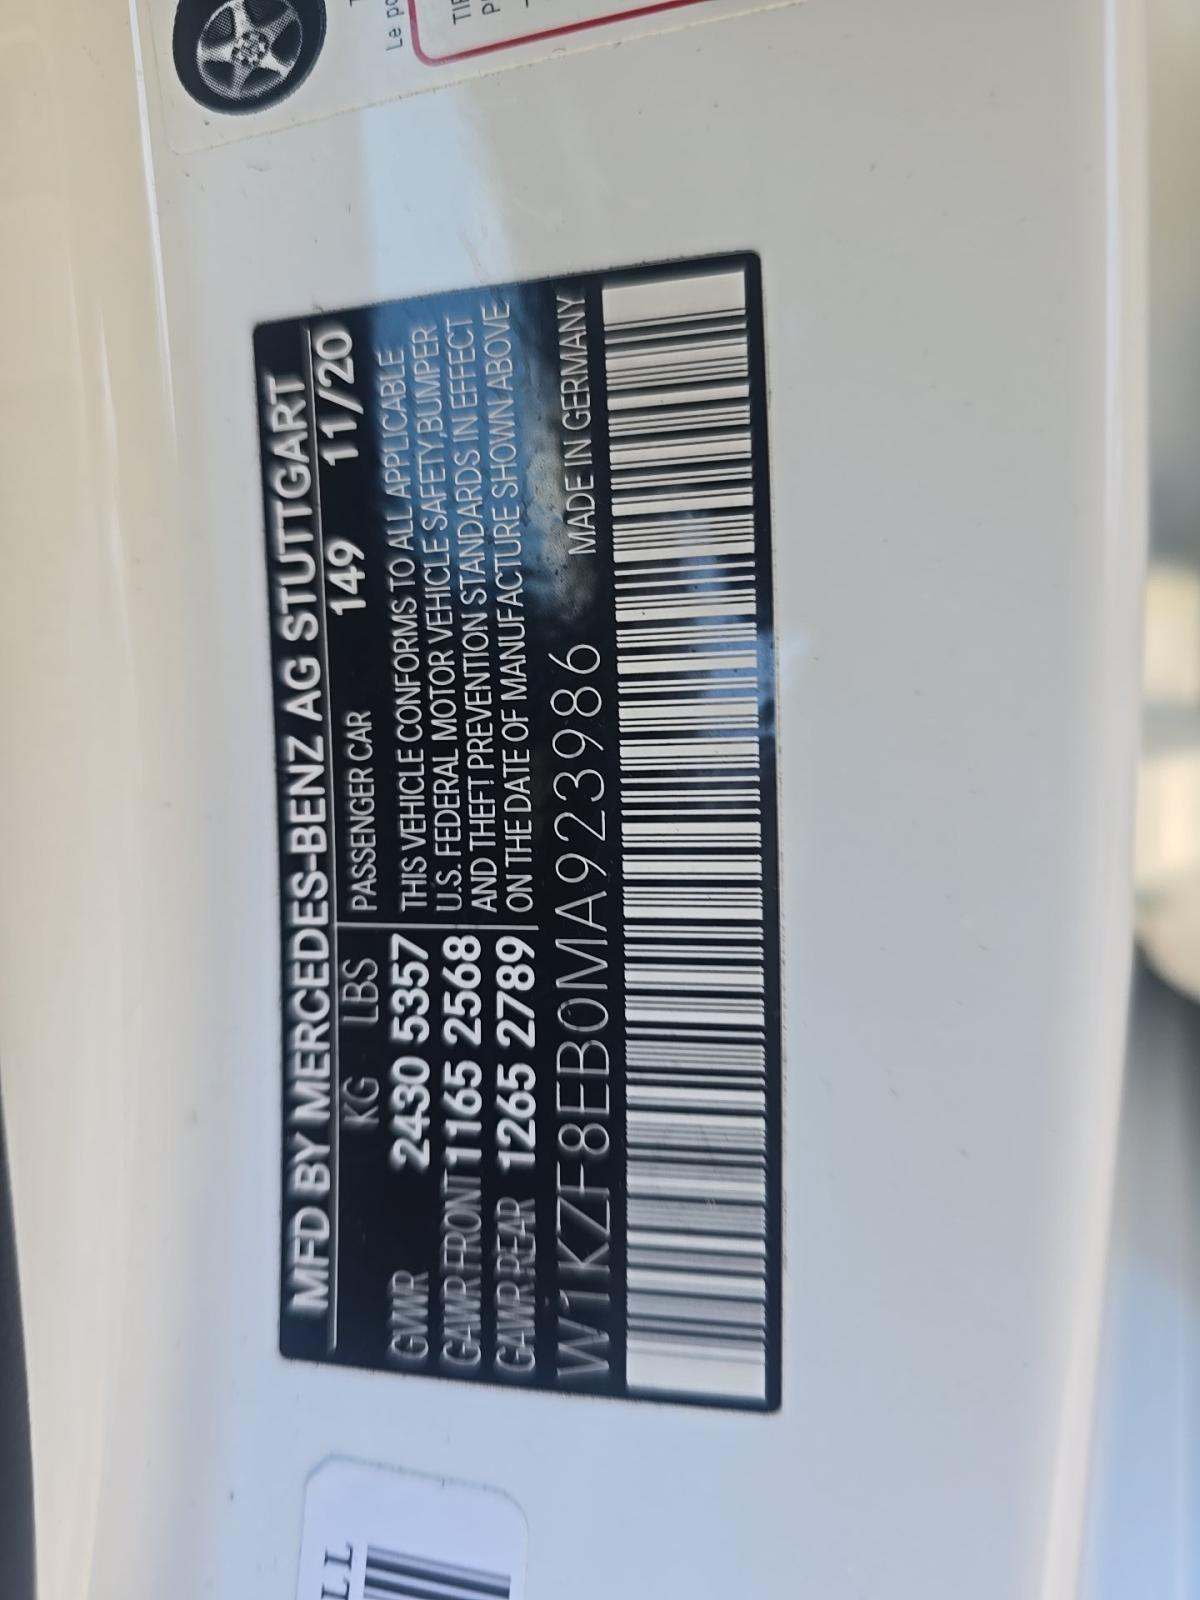 MFD BY MERCEDES-BENZ AG STUTTGART
KG LBS
PASSENGER CAR 149 11/20
GVWR 2430 5357
GAWR FRONT 1165 2568
GAWR REAR 1265 2789
THIS VEHICLE CONFORMS TO ALL APPLICABLE
U.S. FEDERAL MOTOR VEHICLE SAFETY,BUMPER
AND THEFT PREVENTION STANDARDS IN EFFECT
ON THE DATE OF MANUFACTURE SHOWN ABOVE
W1KZF8EB0MA923986
MADE IN GERMANY
Le